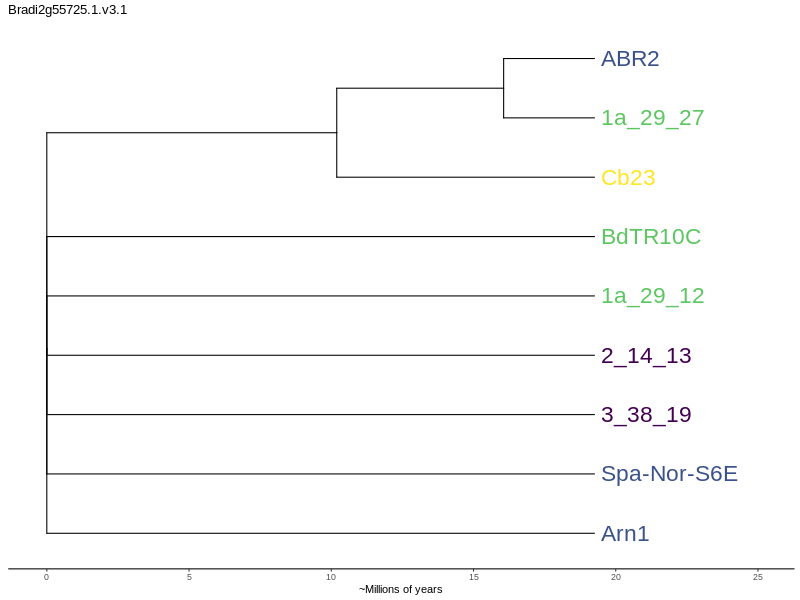 Bradi2g55725.1.v3.1
ABR2
1a_29_27
Cb23
BdTR10C
1a_29_12
2_14_13
3_38_19
Spa-Nor-S6E
Arn1
0 5 10 15 20 25
~Millions of years